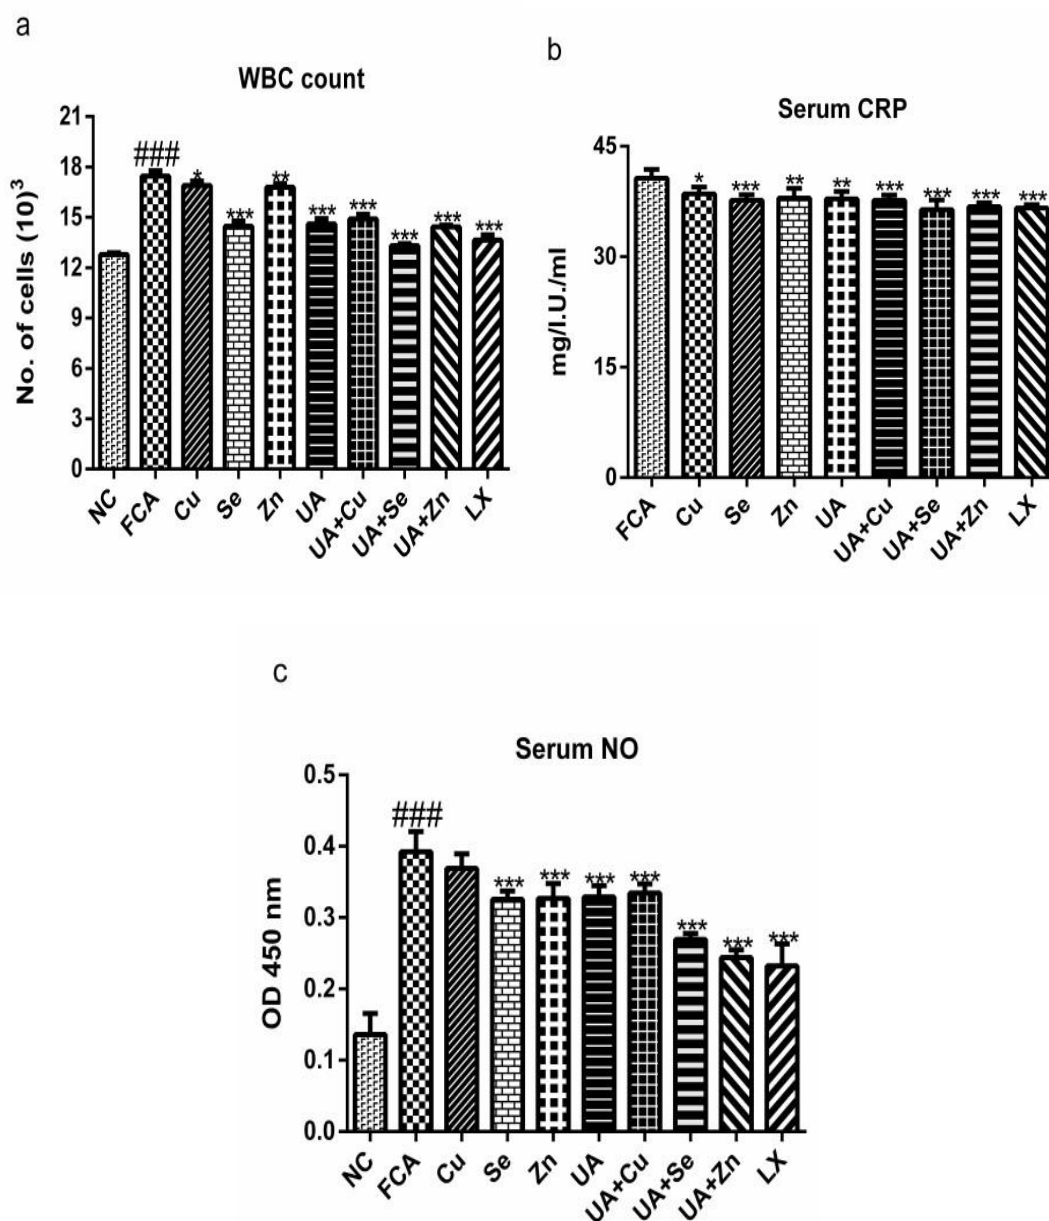 a
WBC count
No. of cells (10)3
21
18
15
12
9
6
3
0
###
*
***
**
***
***
***
***
***
NC
FCA
Cu
Se
Zn
UA
UA+Cu
UA+Se
UA+Zn
LX
b
Serum CRP
mg/I.U./ml
45
30
15
0
*
***
**
**
***
***
***
***
FCA
Cu
Se
Zn
UA
UA+Cu
UA+Se
UA+Zn
LX
c
Serum NO
OD 450 nm
0.5
0.4
0.3
0.2
0.1
0.0
###
***
***
***
***
***
***
***
NC
FCA
Cu
Se
Zn
UA
UA+Cu
UA+Se
UA+Zn
LX